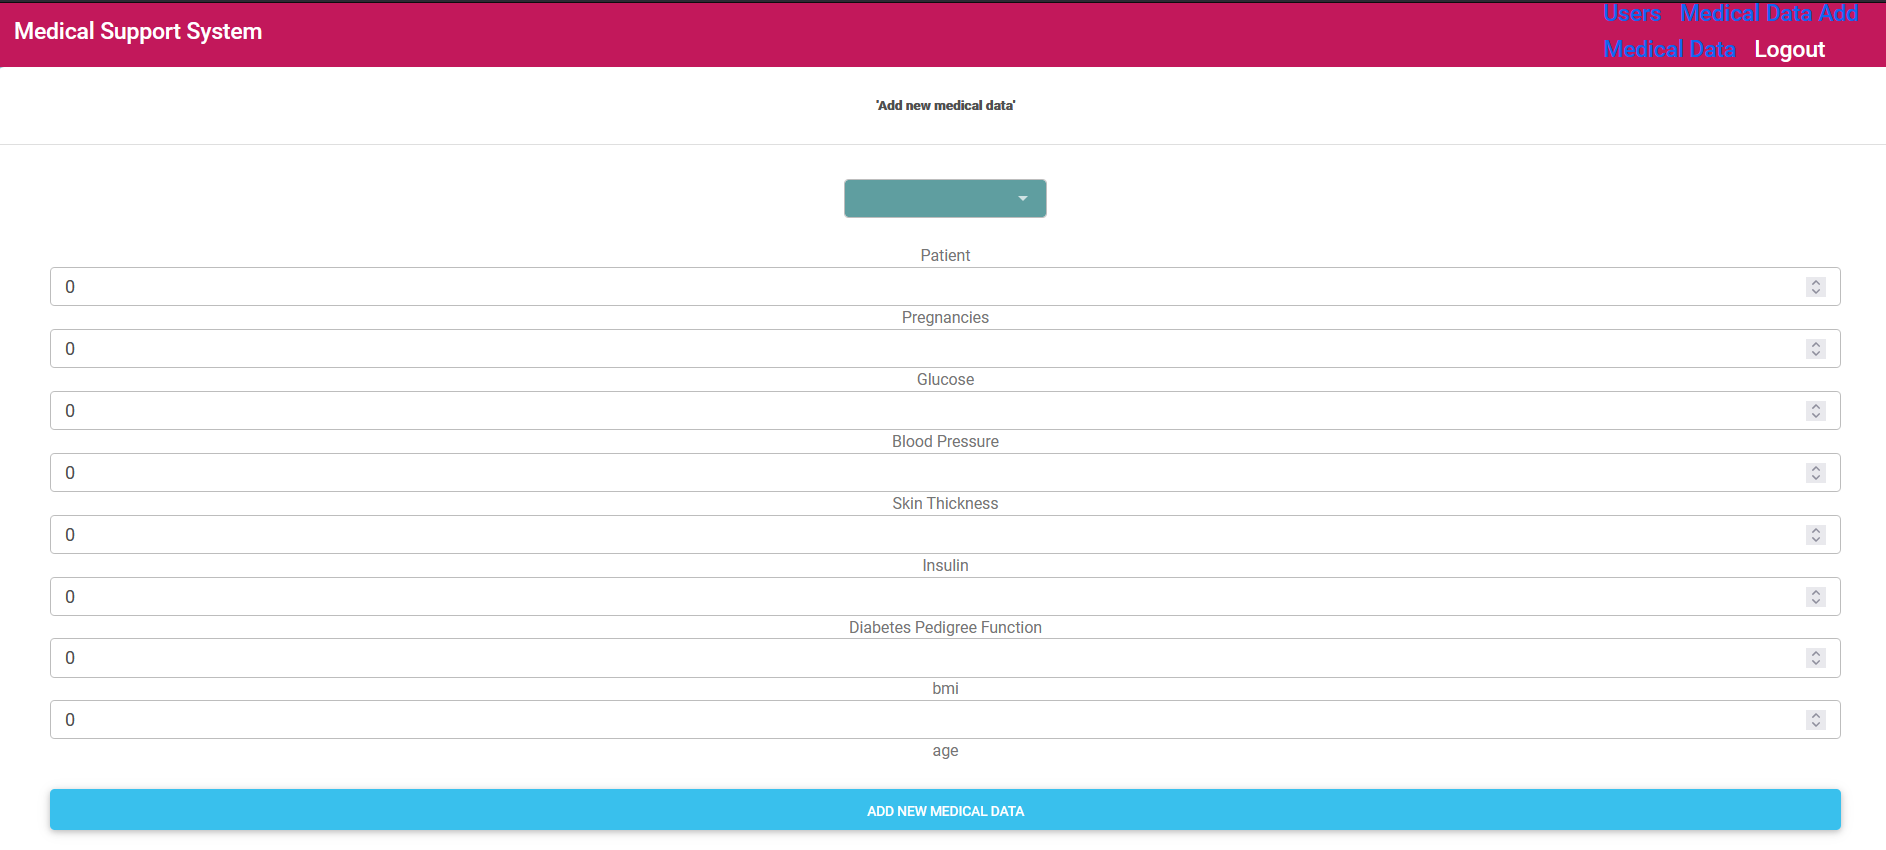 Medical Support System
Users Medical Data Add
Medical Data Logout
'Add new medical data'
Patient
0
Pregnancies
0
Glucose
0
Blood Pressure
0
Skin Thickness
0
Insulin
0
Diabetes Pedigree Function
0
bmi
0
age
ADD NEW MEDICAL DATA